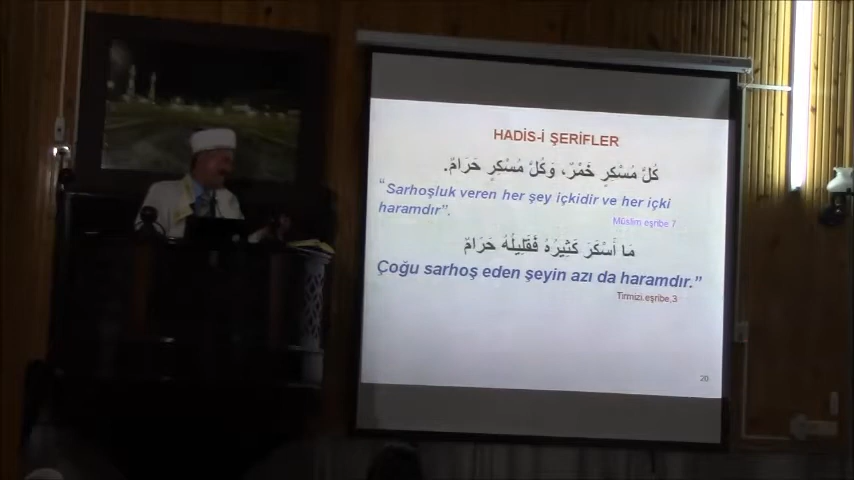 HADİS-İ ŞERİFLER
كُلُّ مُسْكِرٍ خَمْرٌ، وَكُلُّ مُسْكِرٍ حَرَامٌ.
“Sarhoşluk veren her şey içkidir ve her içki
haramdır”.
Müslim eşribe 7
مَا أَسْكَرَ كَثِيرُهُ فَقَلِيلُهُ حَرَامٌ
Çoğu sarhoş eden şeyin azı da haramdır.”
Tirmizi.eşribe,3
20